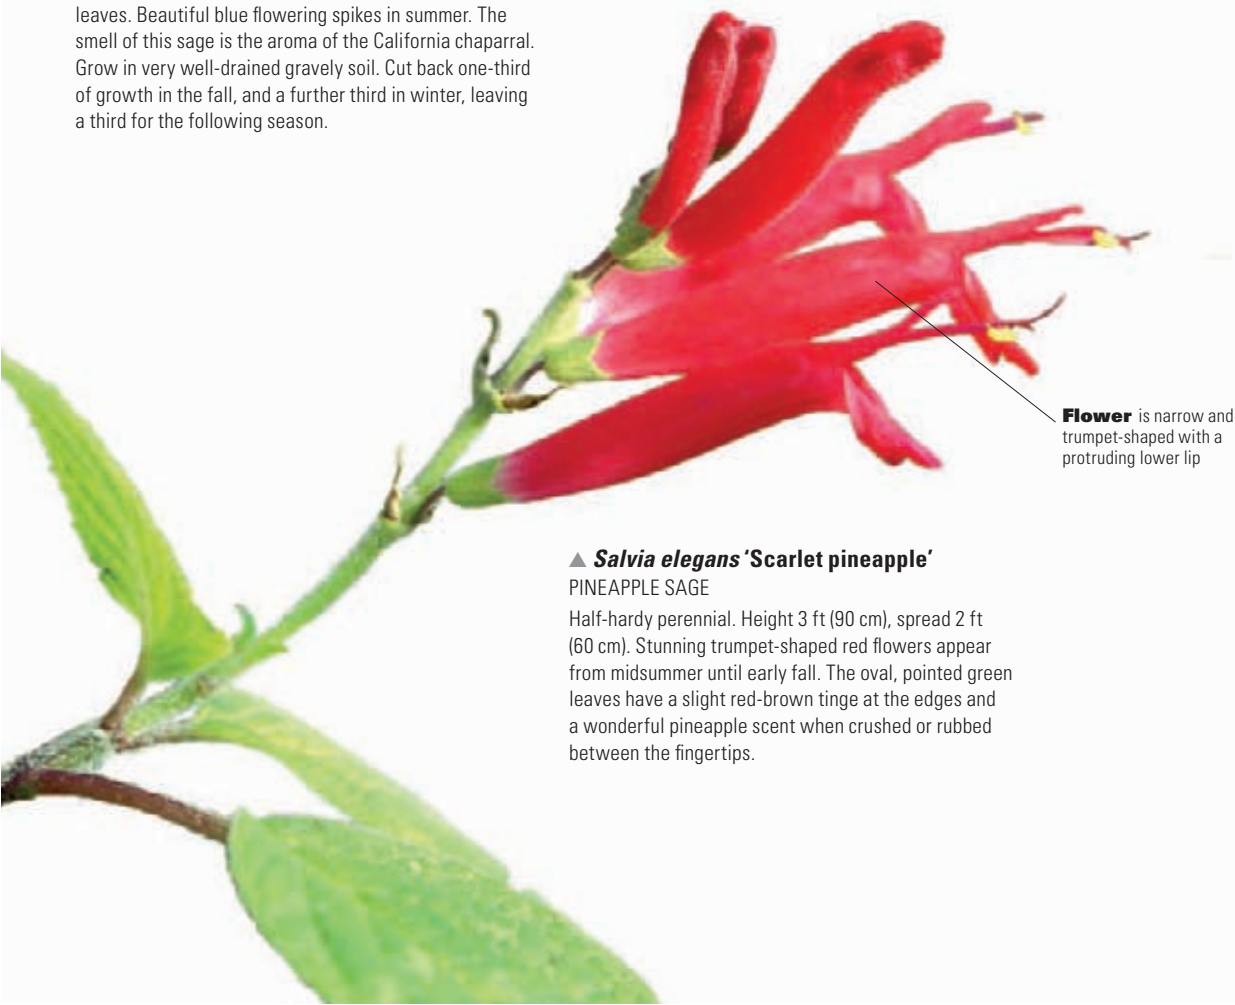 leaves. Beautiful blue flowering spikes in summer. The
smell of this sage is the aroma of the California chaparral.
Grow in very well-drained gravely soil. Cut back one-third
of growth in the fall, and a further third in winter, leaving
a third for the following season.
Flower is narrow and
trumpet-shaped with a
protruding lower lip
▲ Salvia elegans ‘Scarlet pineapple’
PINEAPPLE SAGE
Half-hardy perennial. Height 3 ft (90 cm), spread 2 ft
(60 cm). Stunning trumpet-shaped red flowers appear
from midsummer until early fall. The oval, pointed green
leaves have a slight red-brown tinge at the edges and
a wonderful pineapple scent when crushed or rubbed
between the fingertips.